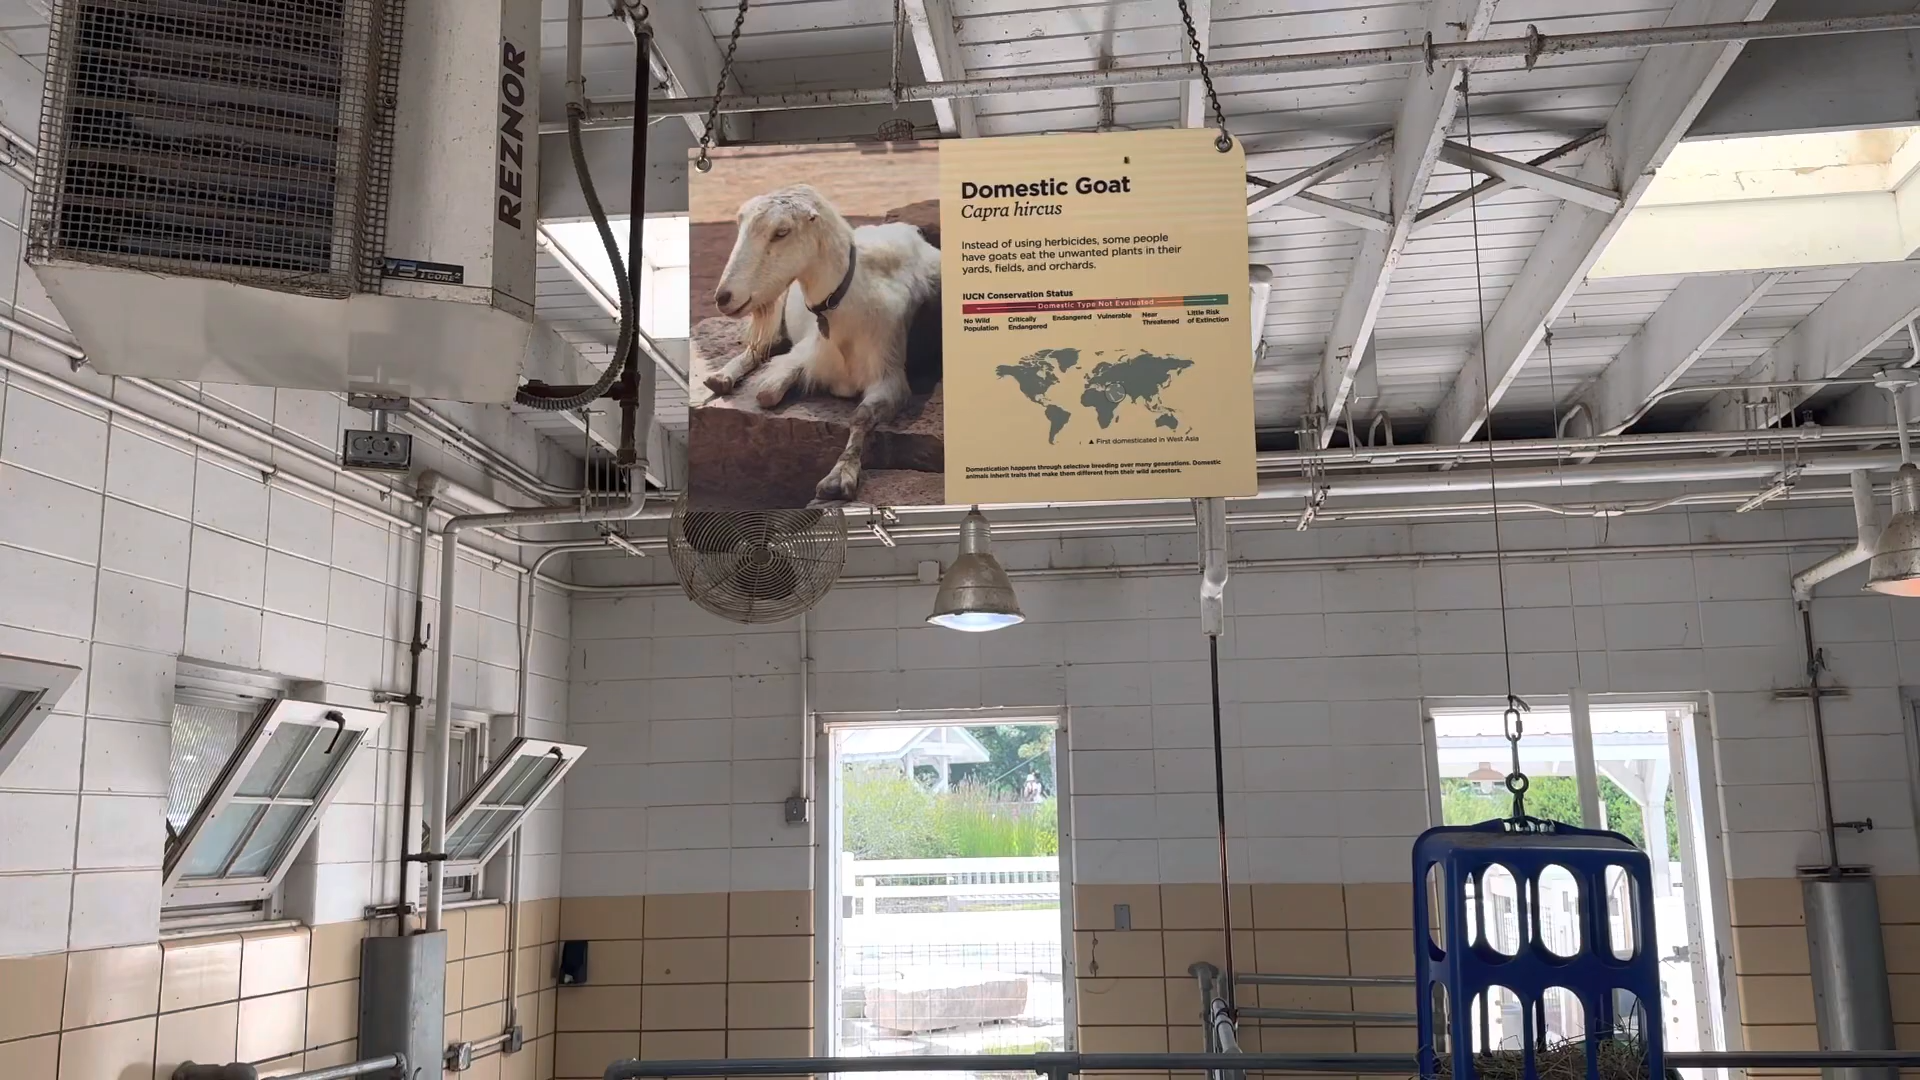 REZNOR
V3
CORE
Domestic Goat
Capra hircus
Instead of using herbicides, some people
have goats eat the unwanted plants in their
yards, fields, and orchards.
IUCN Conservation Status
Domestic Type Not Evaluated
No Wild
Population
Critically
Endangered
Endangered
Vulnerable
Near
Threatened
Little Risk
of Extinction
▲ First domesticated in West Asia
Domestication happens through selective breeding over many generations. Domestic
animals inherit traits that make them different from their wild ancestors.